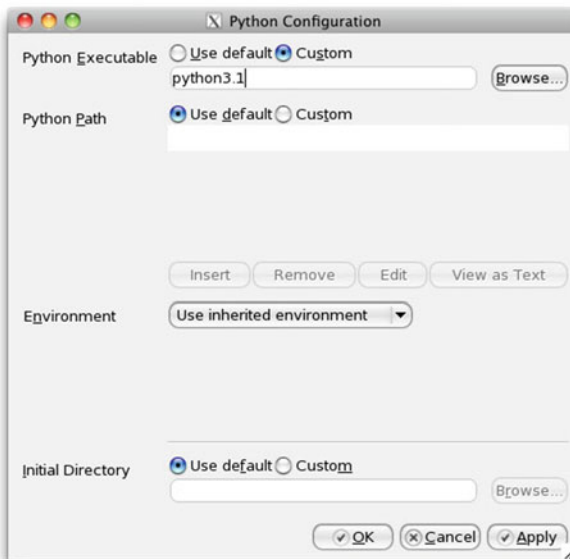 Python Configuration
Python Executable Use default Custom
python3.1 Browse...
Python Path Use default Custom
Insert Remove Edit View as Text
Environment Use inherited environment
Initial Directory Use default Custom
Browse...
OK Cancel Apply